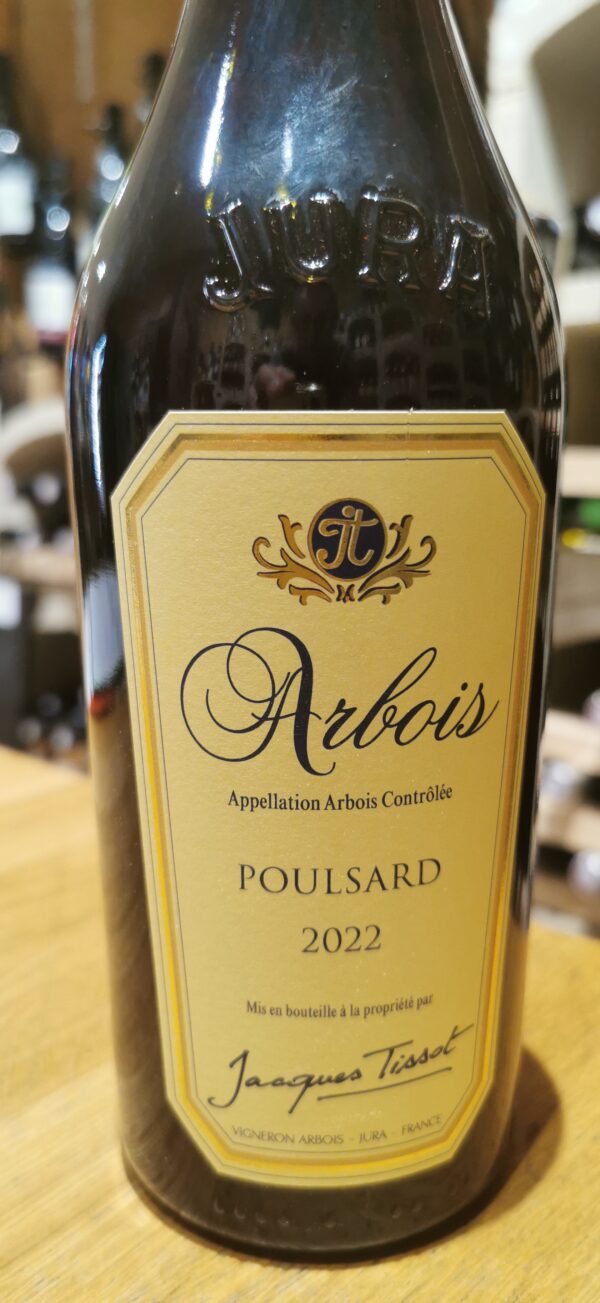 JURA
Jt
Arbois
Appellation Arbois Contrôlée
POULSARD
2022
Mis en bouteille à la propriété par
Jacques Tissot
VIGNERON ARBOIS - JURA - FRANCE